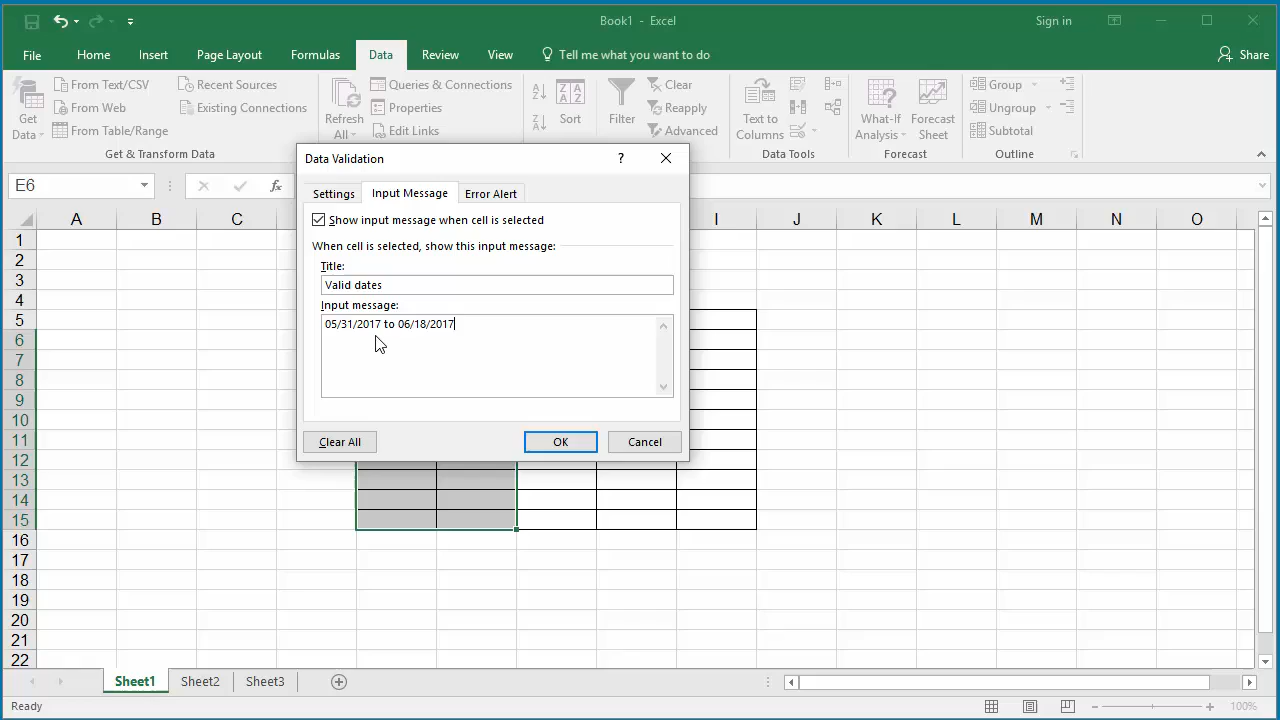 Book1 - Excel
Sign in
File Home Insert Page Layout Formulas Data Review View Tell me what you want to do Share
Get Data
From Text/CSV
From Web
From Table/Range
Recent Sources
Existing Connections
Get & Transform Data
Refresh All
Queries & Connections
Properties
Edit Links
Sort
Filter
Clear
Reapply
Advanced
Text to Columns
Data Tools
What-If Analysis
Forecast Sheet
Forecast
Group
Ungroup
Subtotal
Outline
E6
fx
Data Validation ?
Settings Input Message Error Alert
Show input message when cell is selected
When cell is selected, show this input message:
Title:
Valid dates
Input message:
05/31/2017 to 06/18/2017
Clear All OK Cancel
A B C I J K L M N O
1
2
3
4
5
6
7
8
9
10
11
12
13
14
15
16
17
18
19
20
21
22
Sheet1 Sheet2 Sheet3
Ready
100%